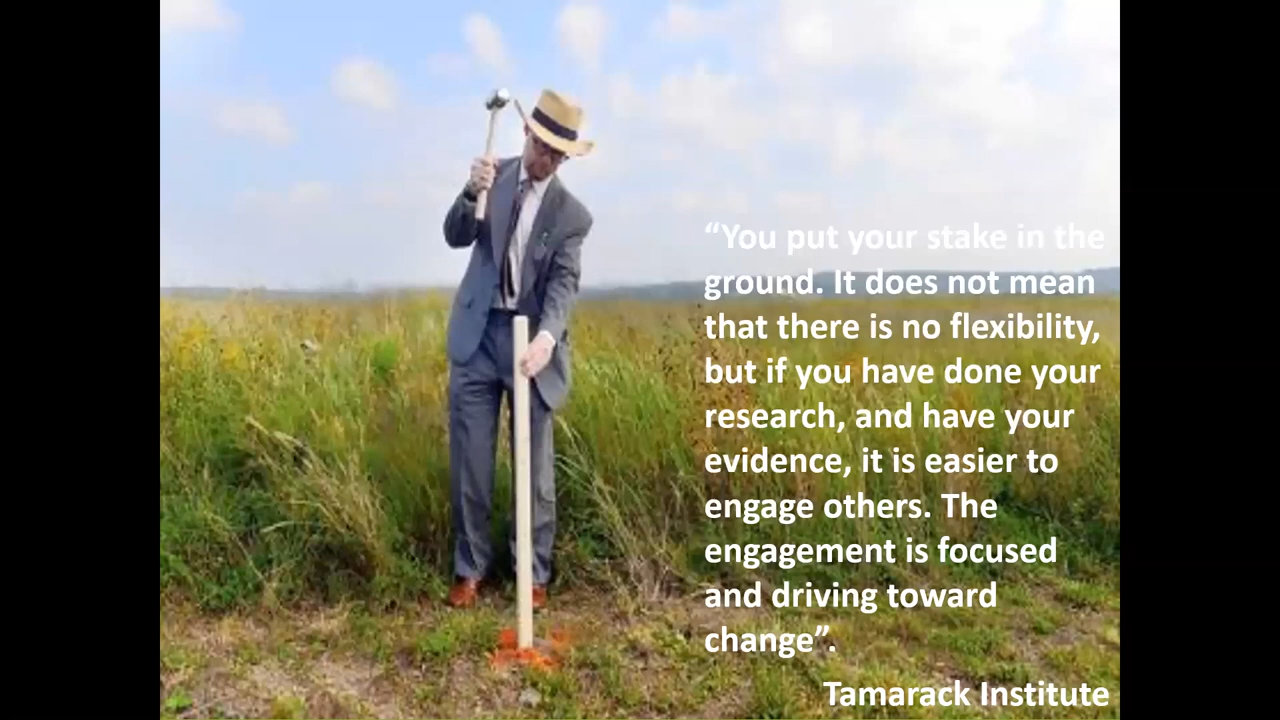 “You put your stake in the
ground. It does not mean
that there is no flexibility,
but if you have done your
research, and have your
evidence, it is easier to
engage others. The
engagement is focused
and driving toward
change”.
Tamarack Institute